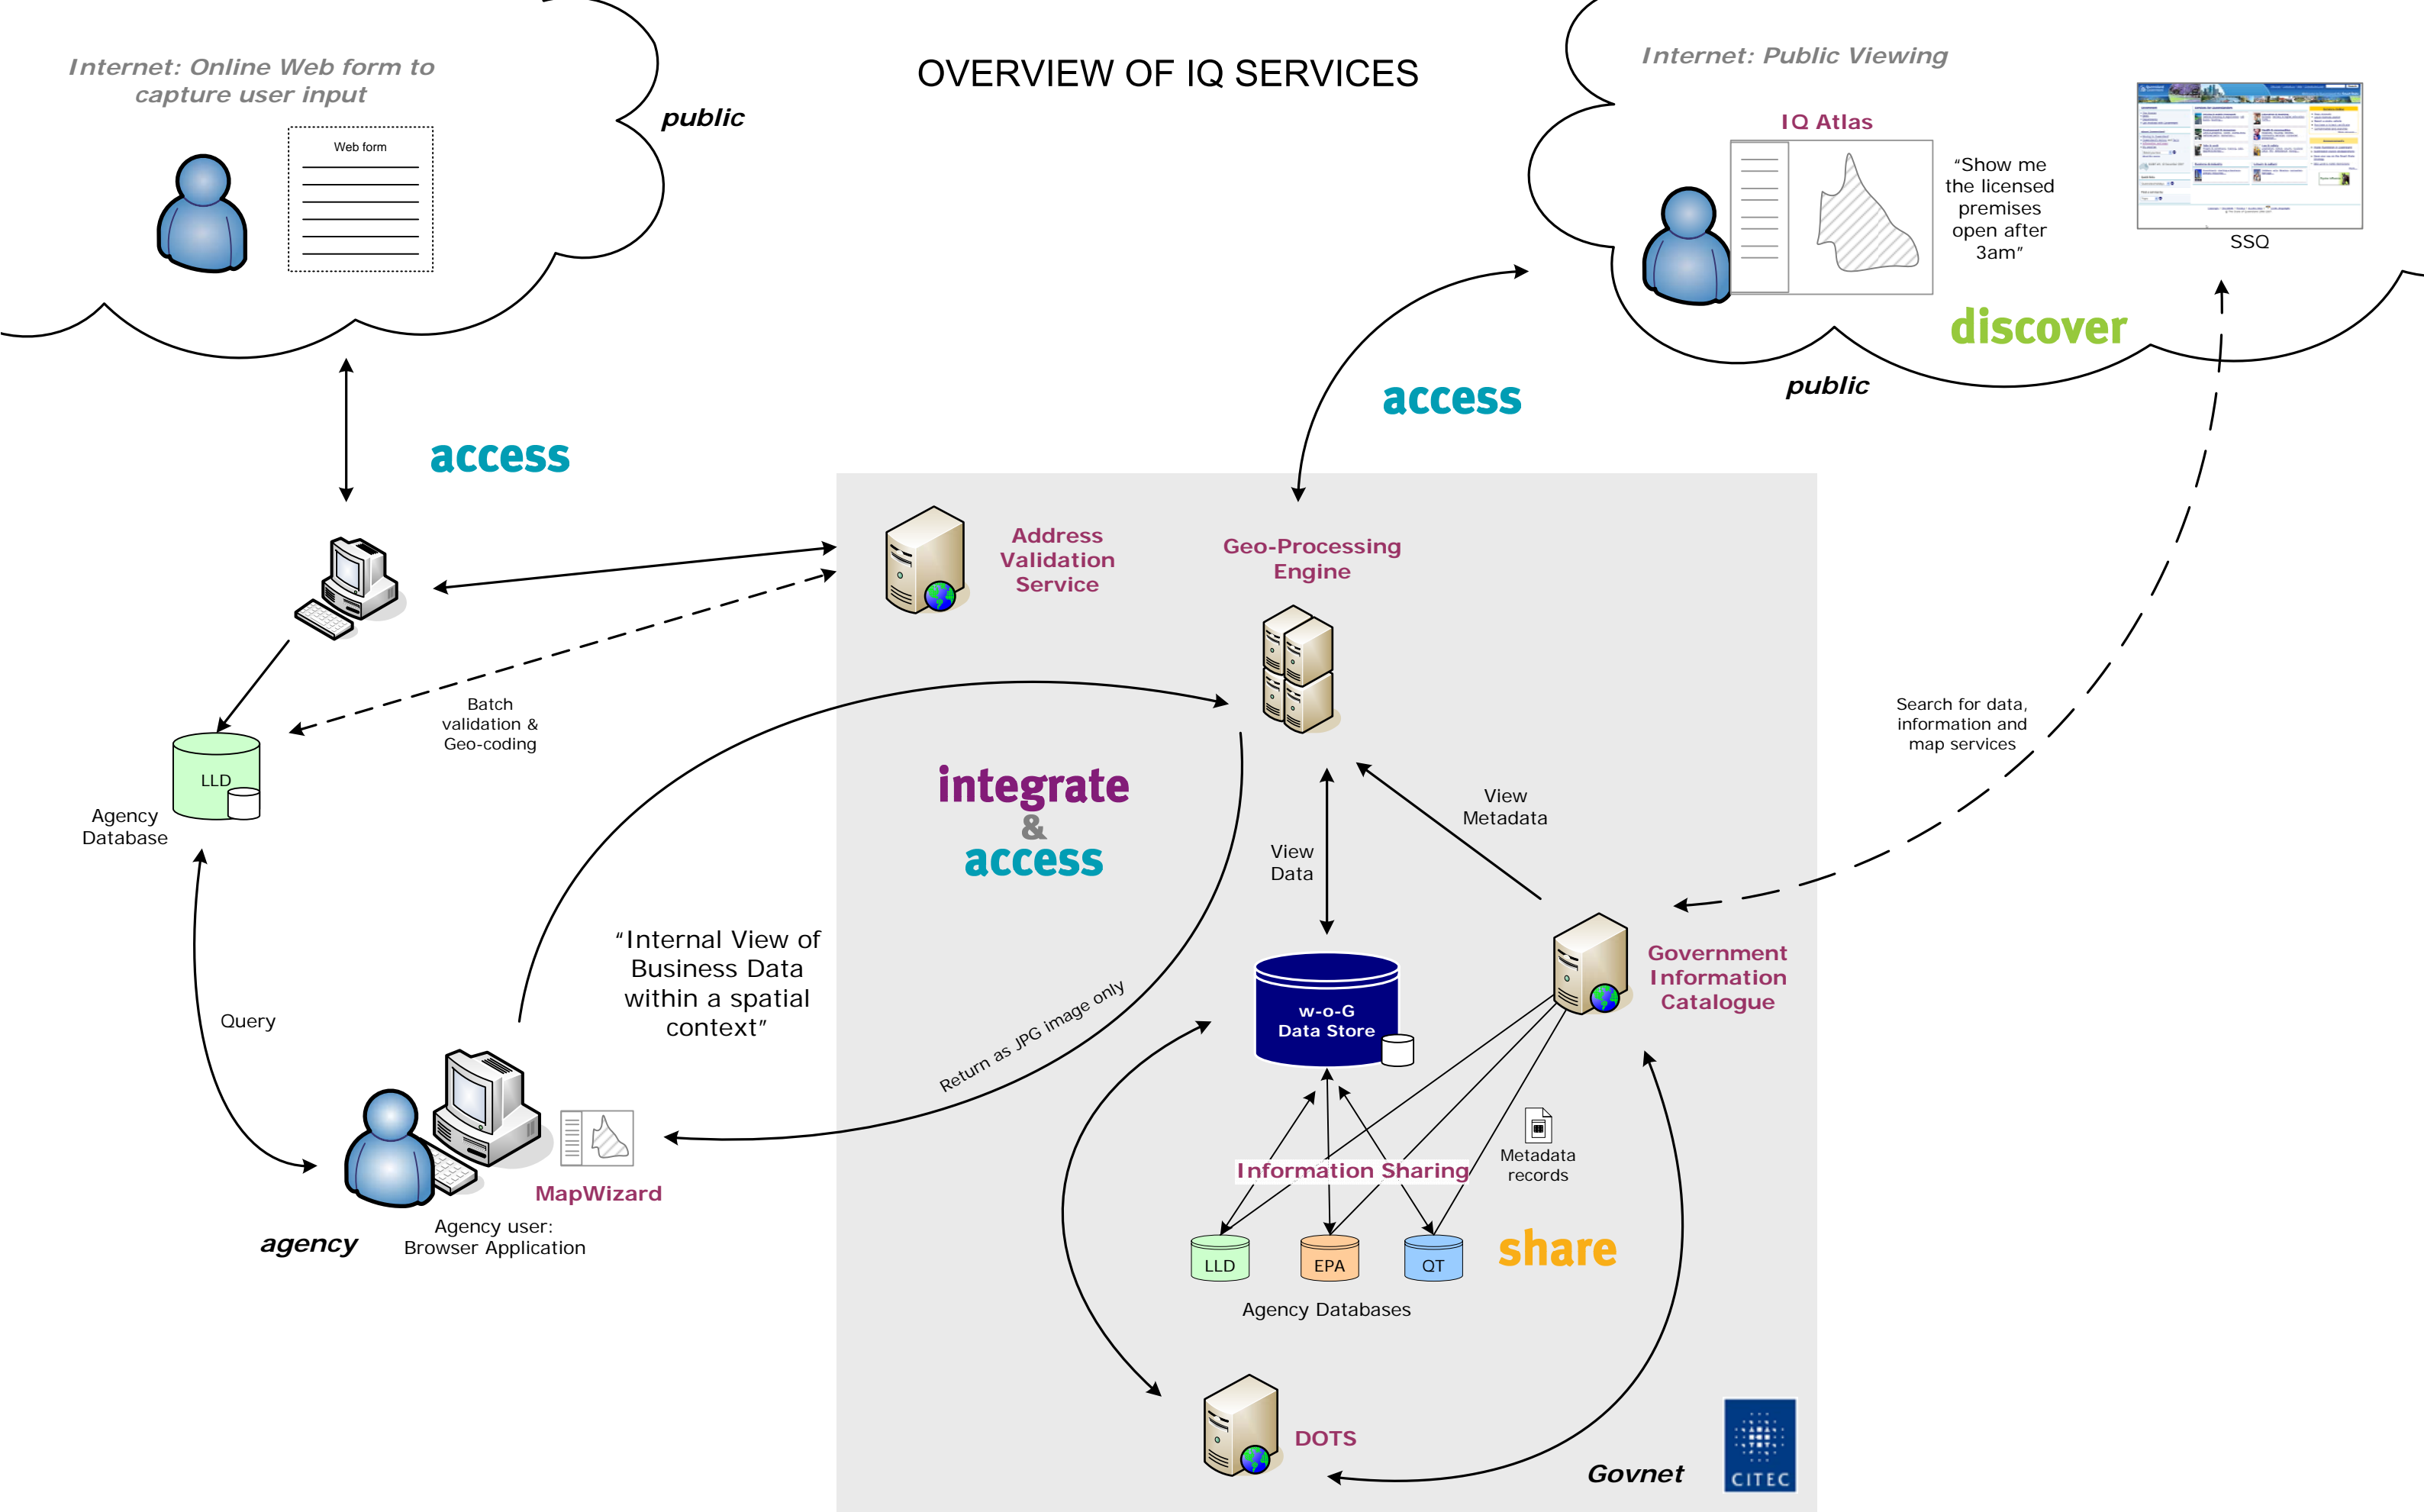 OVERVIEW OF IQ SERVICES
Internet: Online Web form to
capture user input
Web form
public
Internet: Public Viewing
IQ Atlas
“Show me
the licensed
premises
open after
3am”
SSQ
discover
public
access
access
Address
Validation
Service
Geo-Processing
Engine
Batch
validation &
Geo-coding
Search for data,
information and
map services
LLD
Agency
Database
integrate
&
access
View
Metadata
View
Data
“Internal View of
Business Data
within a spatial
context”
Return as JPG image only
Query
w-o-G
Data Store
Government
Information
Catalogue
Metadata
records
Information Sharing
MapWizard
Agency user:
Browser Application
agency
LLD
EPA
QT
share
Agency Databases
DOTS
Govnet
CITEC